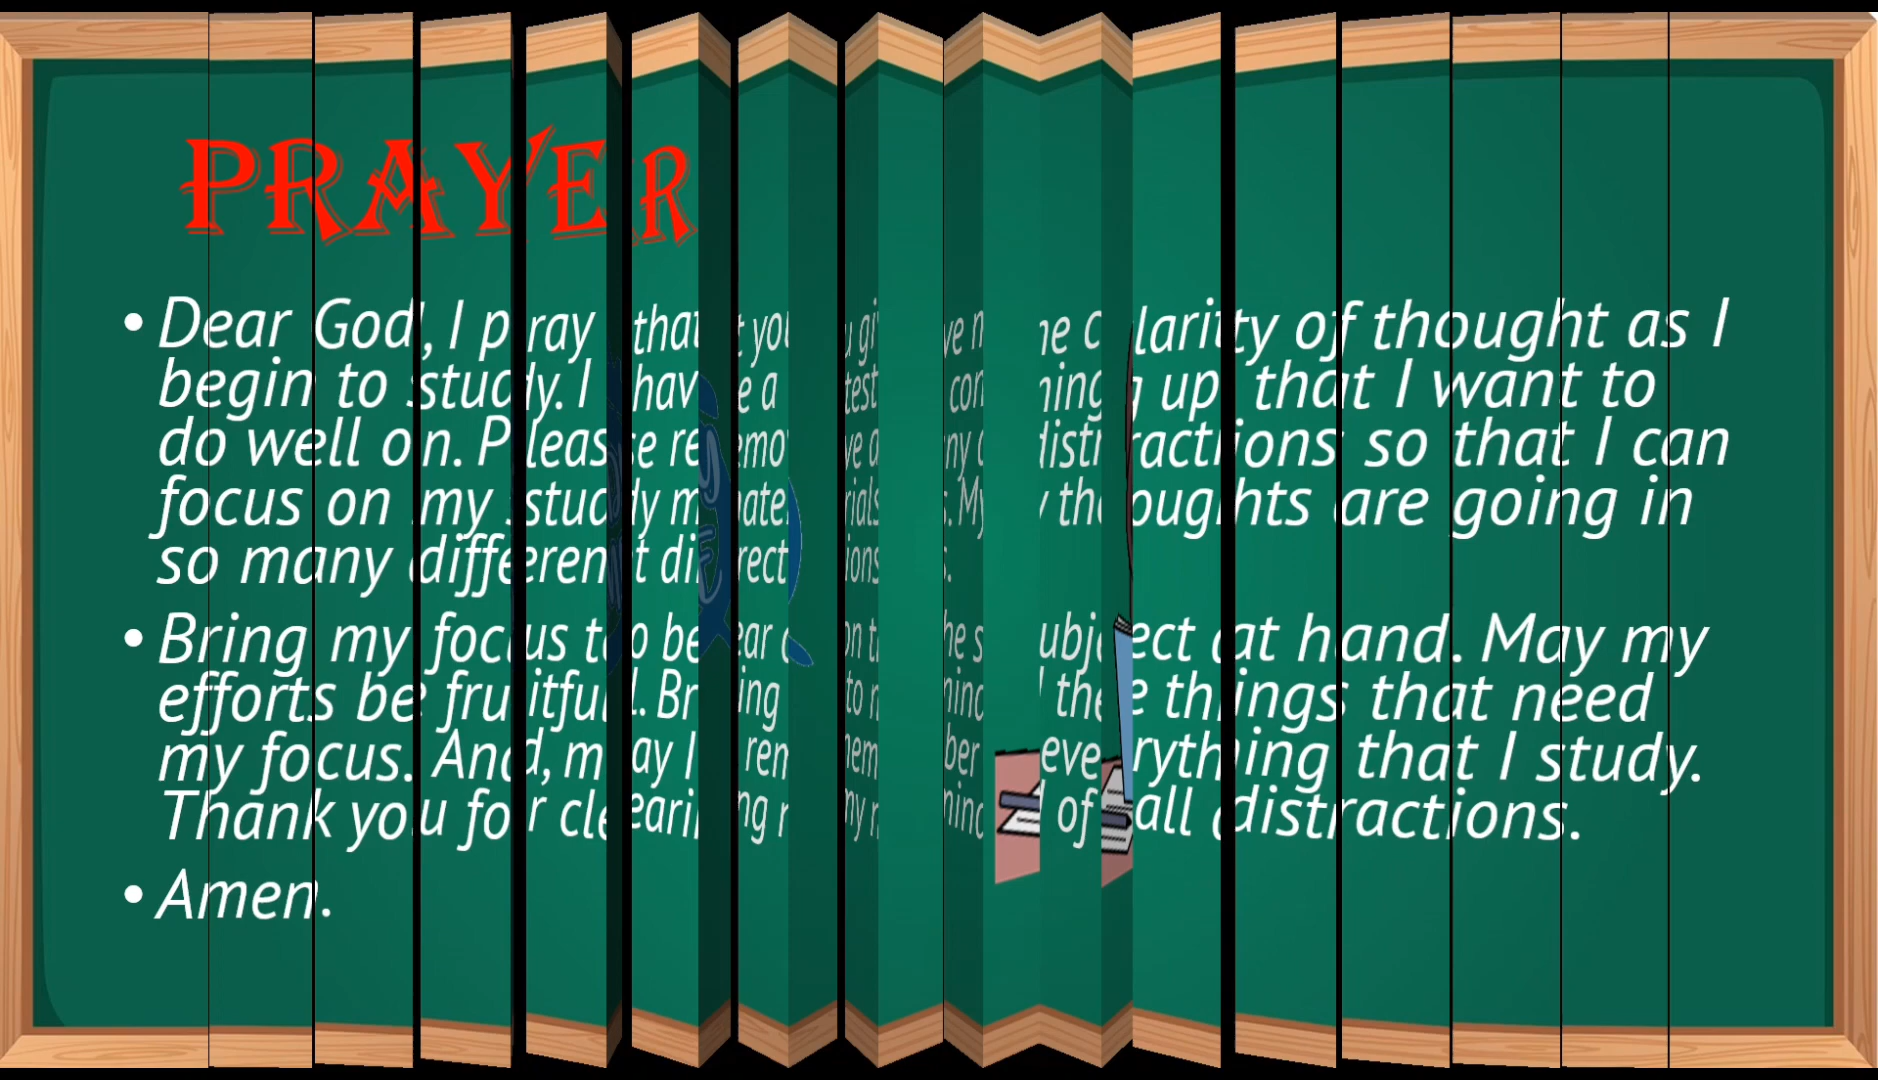 PRAYER
• Dear God, I pray that you give me clarity of thought as I
begin to study. I have a test coming up that I want to
do well on. Please remove any distractions so that I can
focus on my study materials. My thoughts are going in
so many different directions.
• Bring my focus to bear on the subject at hand. May my
efforts be fruitful. Bring to mind the things that need
my focus. And, may I remember everything that I study.
Thank you for clearing my mind of all distractions.
• Amen.